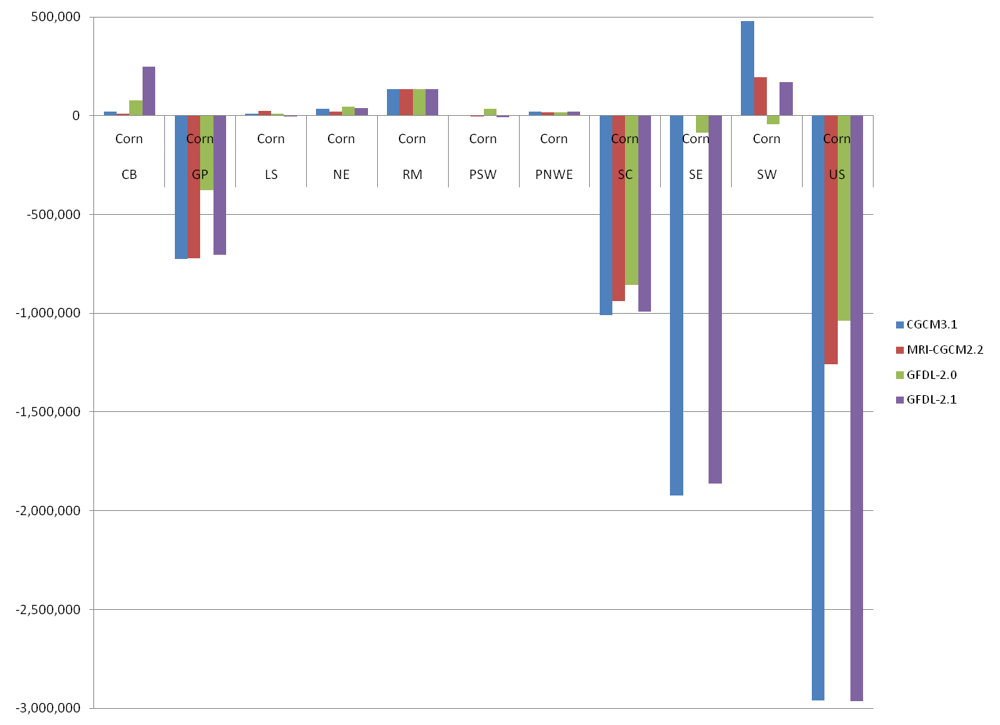 500,000
0
Corn Corn Corn Corn Corn Corn Corn Corn Corn Corn Corn
CB GP LS NE RM PSW PNWE SC SE SW US
-500,000
-1,000,000
-1,500,000
-2,000,000
-2,500,000
-3,000,000
CGCM3.1
MRI-CGCM2.2
GFDL-2.0
GFDL-2.1